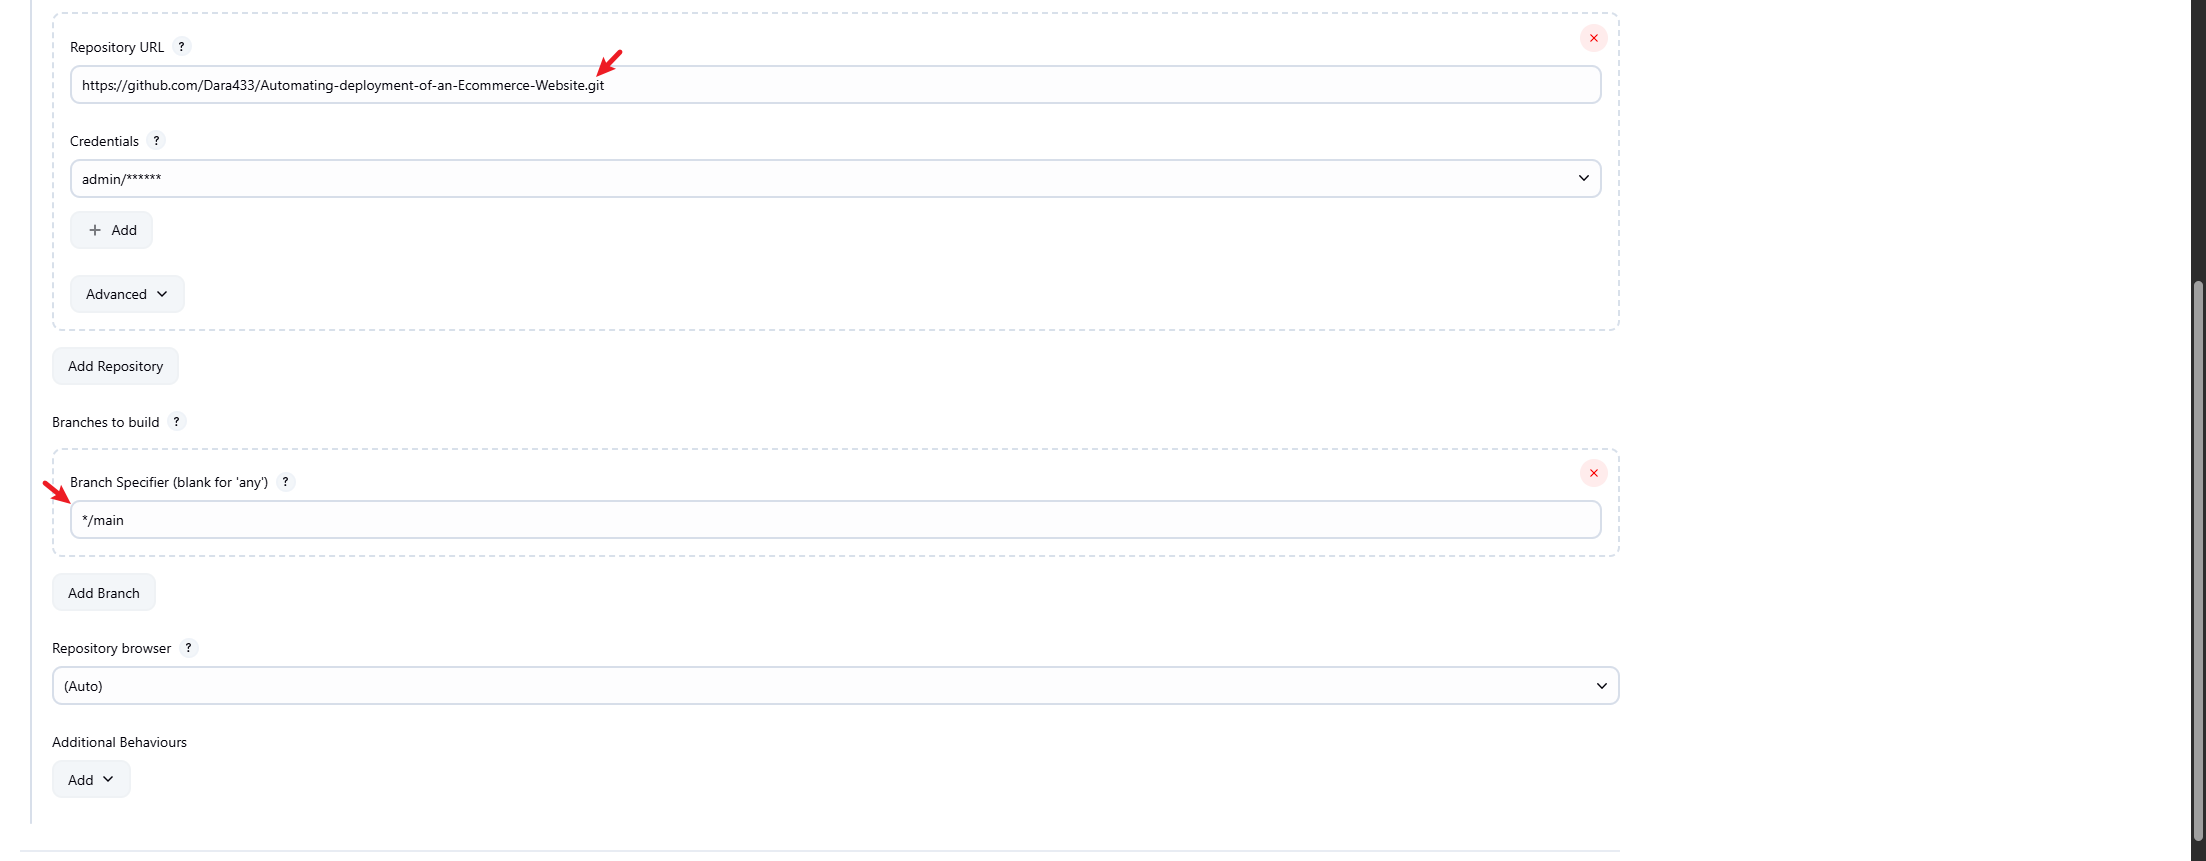 Repository URL ?
https://github.com/Dara433/Automating-deployment-of-an-Ecommerce-Website.git
Credentials ?
admin/******
+ Add
Advanced
Add Repository
Branches to build ?
Branch Specifier (blank for 'any') ?
*/main
Add Branch
Repository browser ?
(Auto)
Additional Behaviours
Add